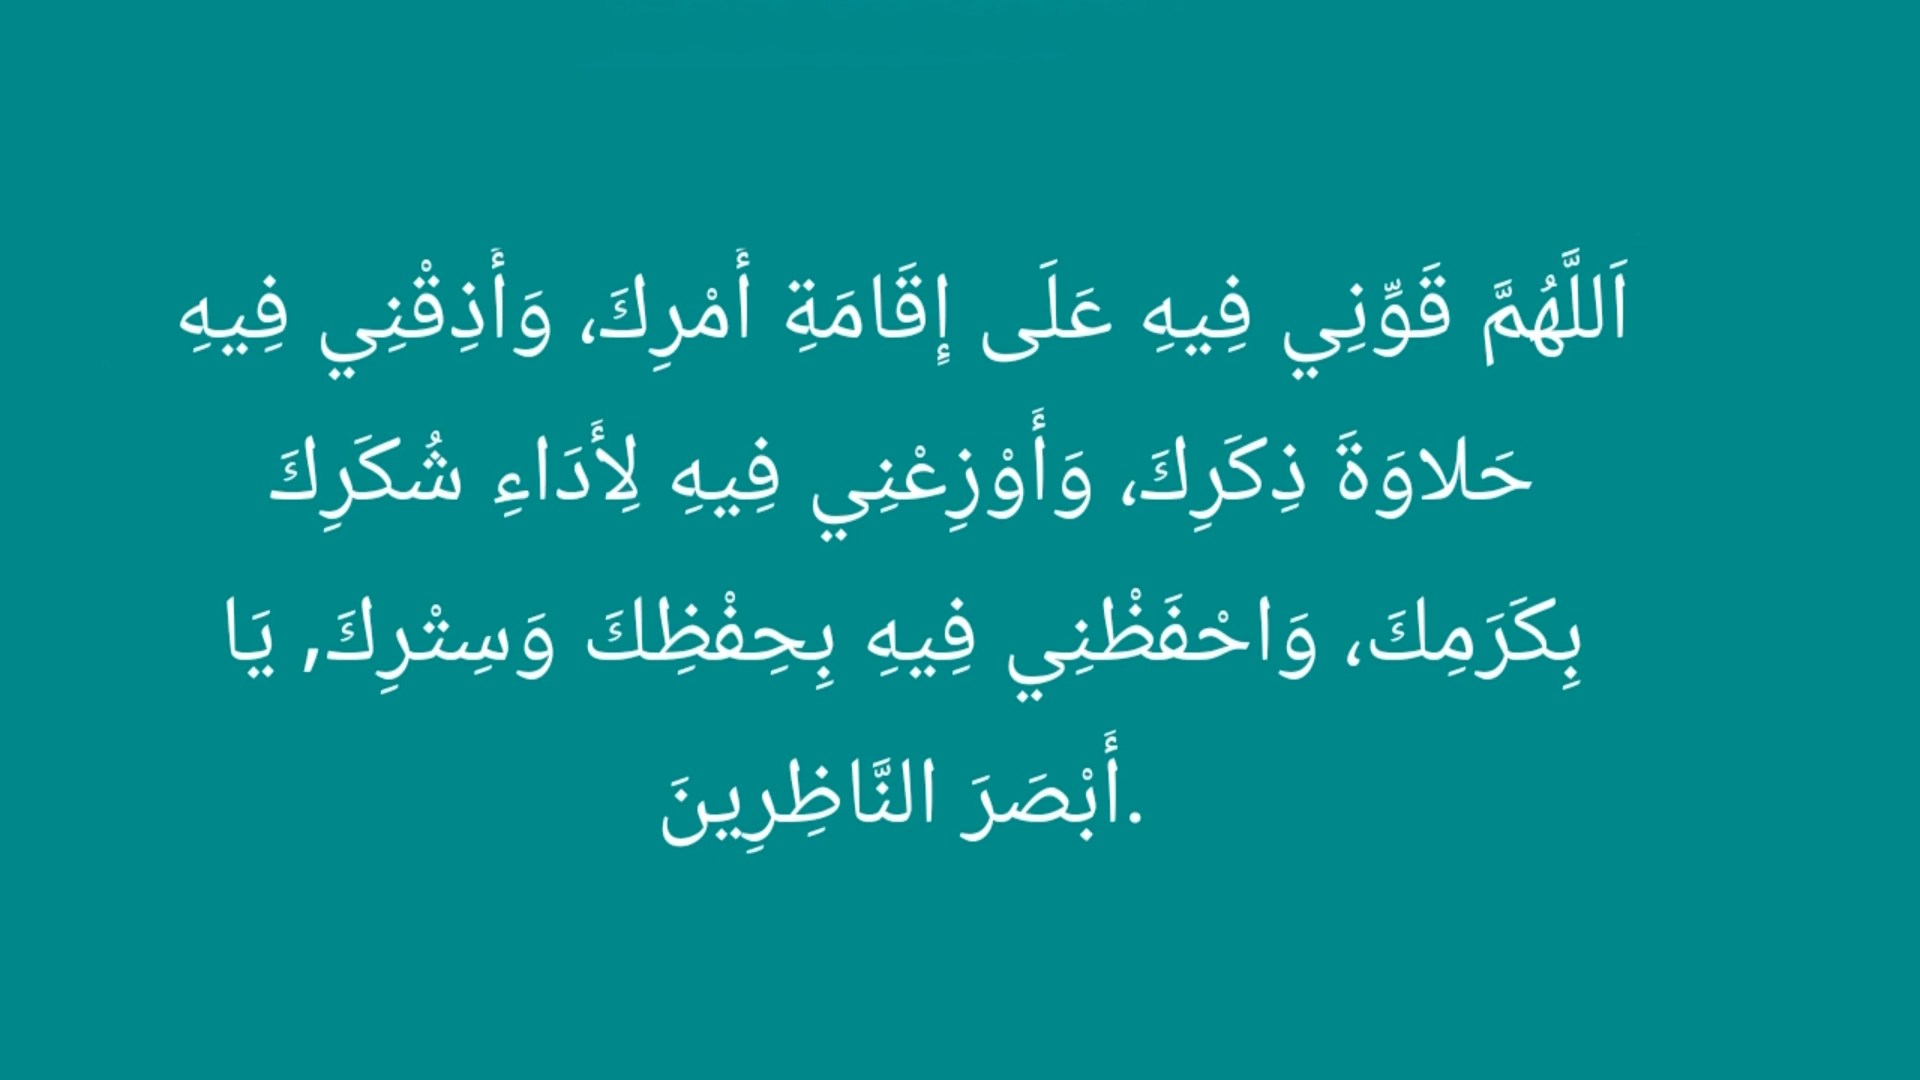 اَللَّهُمَّ قَوِّنِي فِيهِ عَلَى إِقَامَةِ أَمْرِكَ، وَأَذِقْنِي فِيهِ
حَلاوَةَ ذِكَرِكَ، وَأَوْزِعْنِي فِيهِ لِأَدَاءِ شُكَرِكَ
بِكَرَمِكَ، وَاحْفَظْنِي فِيهِ بِحِفْظِكَ وَسِتْرِكَ, يَا
.أَبْصَرَ النَّاظِرِينَ